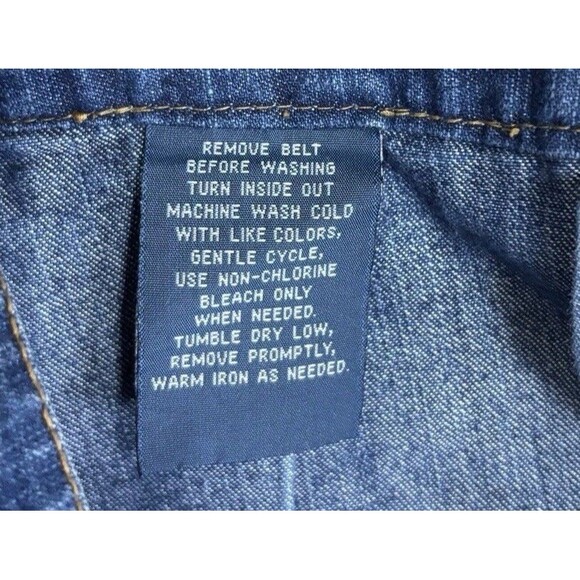 REMOVE BELT
BEFORE WASHING
TURN INSIDE OUT
MACHINE WASH COLD
WITH LIKE COLORS,
GENTLE CYCLE,
USE NON-CHLORINE
BLEACH ONLY
WHEN NEEDED.
TUMBLE DRY LOW,
REMOVE PROMPTLY,
WARM IRON AS NEEDED.